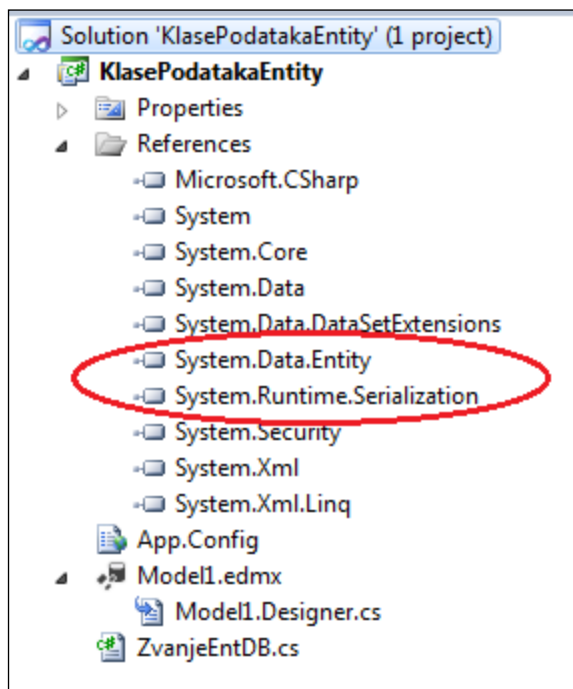 Solution 'KlasePodatakaEntity' (1 project)
KlasePodatakaEntity
Properties
References
Microsoft.CSharp
System
System.Core
System.Data
System.Data.DataSetExtensions
System.Data.Entity
System.Runtime.Serialization
System.Security
System.Xml
System.Xml.Linq
App.Config
Model1.edmx
Model1.Designer.cs
ZvanjeEntDB.cs